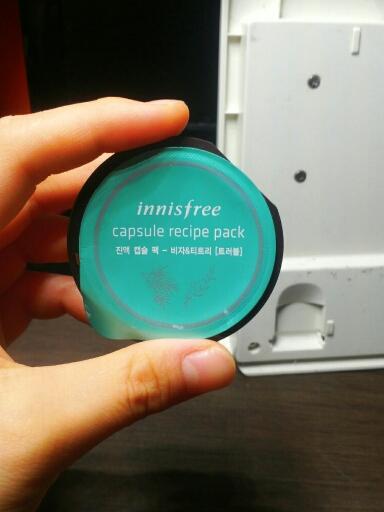 innisfree
capsule recipe pack
진액 캡슐 팩 - 비자&티트리 [트러블]